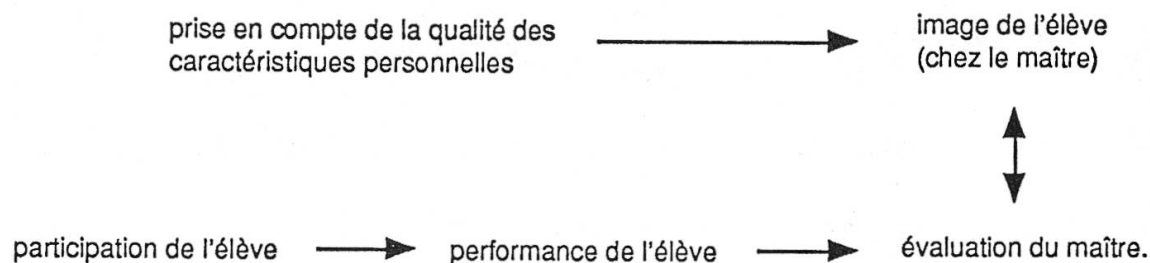 prise en compte de la qualité des
caractéristiques personnelles
image de l'élève
(chez le maître)
participation de l'élève
performance de l'élève
évaluation du maître.